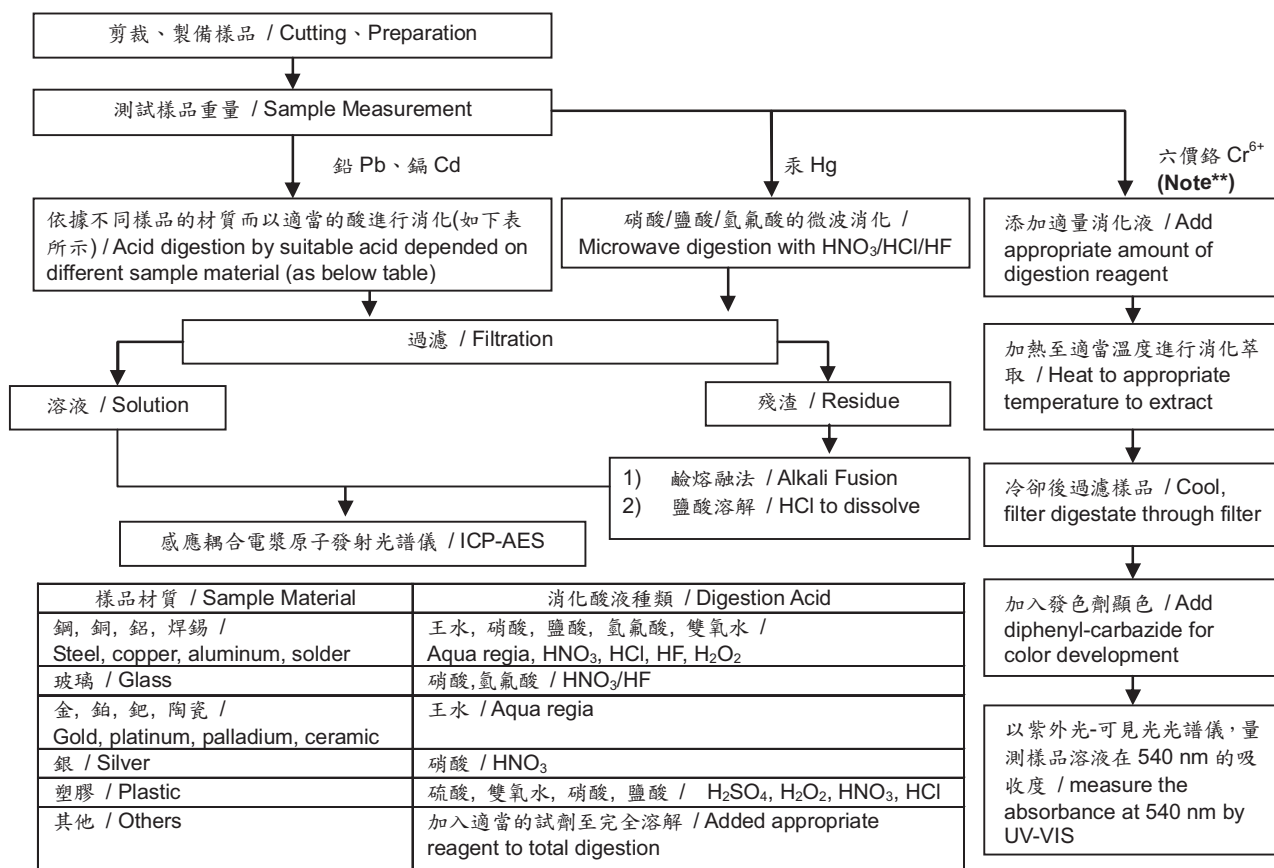 剪裁、製備樣品 / Cutting、Preparation
測試樣品重量 / Sample Measurement
鉛 Pb、鎘 Cd
汞 Hg
六價鉻 Cr⁶⁺
(Note**)
依據不同樣品的材質而以適當的酸進行消化(如下表
所示) / Acid digestion by suitable acid depended on
different sample material (as below table)
硝酸/鹽酸/氫氟酸的微波消化 /
Microwave digestion with HNO₃/HCl/HF
添加適量消化液 / Add
appropriate amount of
digestion reagent
過濾 / Filtration
加熱至適當溫度進行消化萃
取 / Heat to appropriate
temperature to extract
溶液 / Solution
殘渣 / Residue
1) 鹼熔融法 / Alkali Fusion
2) 鹽酸溶解 / HCl to dissolve
冷卻後過濾樣品 / Cool,
filter digestate through filter
感應耦合電漿原子發射光譜儀 / ICP-AES
加入發色劑顯色 / Add
diphenyl-carbazide for
color development
以紫外光-可見光光譜儀，量
測樣品溶液在 540 nm 的吸
收度 / measure the
absorbance at 540 nm by
UV-VIS
樣品材質 / Sample Material 消化酸液種類 / Digestion Acid
鋼, 銅, 鋁, 焊錫 / 王水, 硝酸, 鹽酸, 氫氟酸, 雙氧水 /
Steel, copper, aluminum, solder Aqua regia, HNO₃, HCl, HF, H₂O₂
玻璃 / Glass 硝酸,氫氟酸 / HNO₃/HF
金, 鉑, 鈀, 陶瓷 / 王水 / Aqua regia
Gold, platinum, palladium, ceramic
銀 / Silver 硝酸 / HNO₃
塑膠 / Plastic 硫酸, 雙氧水, 硝酸, 鹽酸 / H₂SO₄, H₂O₂, HNO₃, HCl
其他 / Others 加入適當的試劑至完全溶解 / Added appropriate
reagent to total digestion